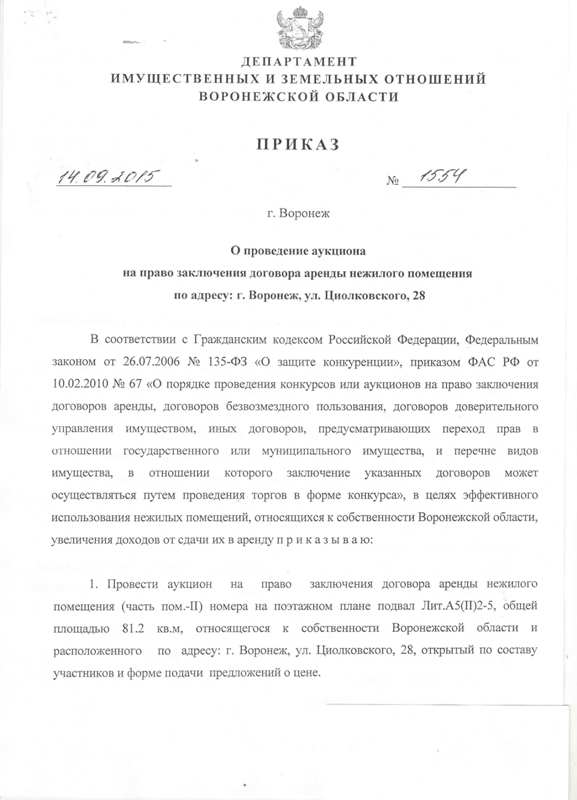 ДЕПАРТАМЕНТ
ИМУЩЕСТВЕННЫХ И ЗЕМЕЛЬНЫХ ОТНОШЕНИЙ
ВОРОНЕЖСКОЙ ОБЛАСТИ
ПРИКАЗ
14.09.2015 № 1554
г. Воронеж
О проведение аукциона
на право заключения договора аренды нежилого помещения
по адресу: г. Воронеж, ул. Циолковского, 28
В соответствии с Гражданским кодексом Российской Федерации, Федеральным
законом от 26.07.2006 № 135-ФЗ «О защите конкуренции», приказом ФАС РФ от
10.02.2010 № 67 «О порядке проведения конкурсов или аукционов на право заключения
договоров аренды, договоров безвозмездного пользования, договоров доверительного
управления имуществом, иных договоров, предусматривающих переход прав в
отношении государственного или муниципального имущества, и перечне видов
имущества, в отношении которого заключение указанных договоров может
осуществляться путем проведения торгов в форме конкурса», в целях эффективного
использования нежилых помещений, относящихся к собственности Воронежской области,
увеличения доходов от сдачи их в аренду п р и к а з ы в а ю:
1. Провести аукцион на право заключения договора аренды нежилого
помещения (часть пом.-II) номера на поэтажном плане подвал Лит.А5(II)2-5, общей
площадью 81.2 кв.м, относящегося к собственности Воронежской области и
расположенного по адресу: г. Воронеж, ул. Циолковского, 28, открытый по составу
участников и форме подачи предложений о цене.